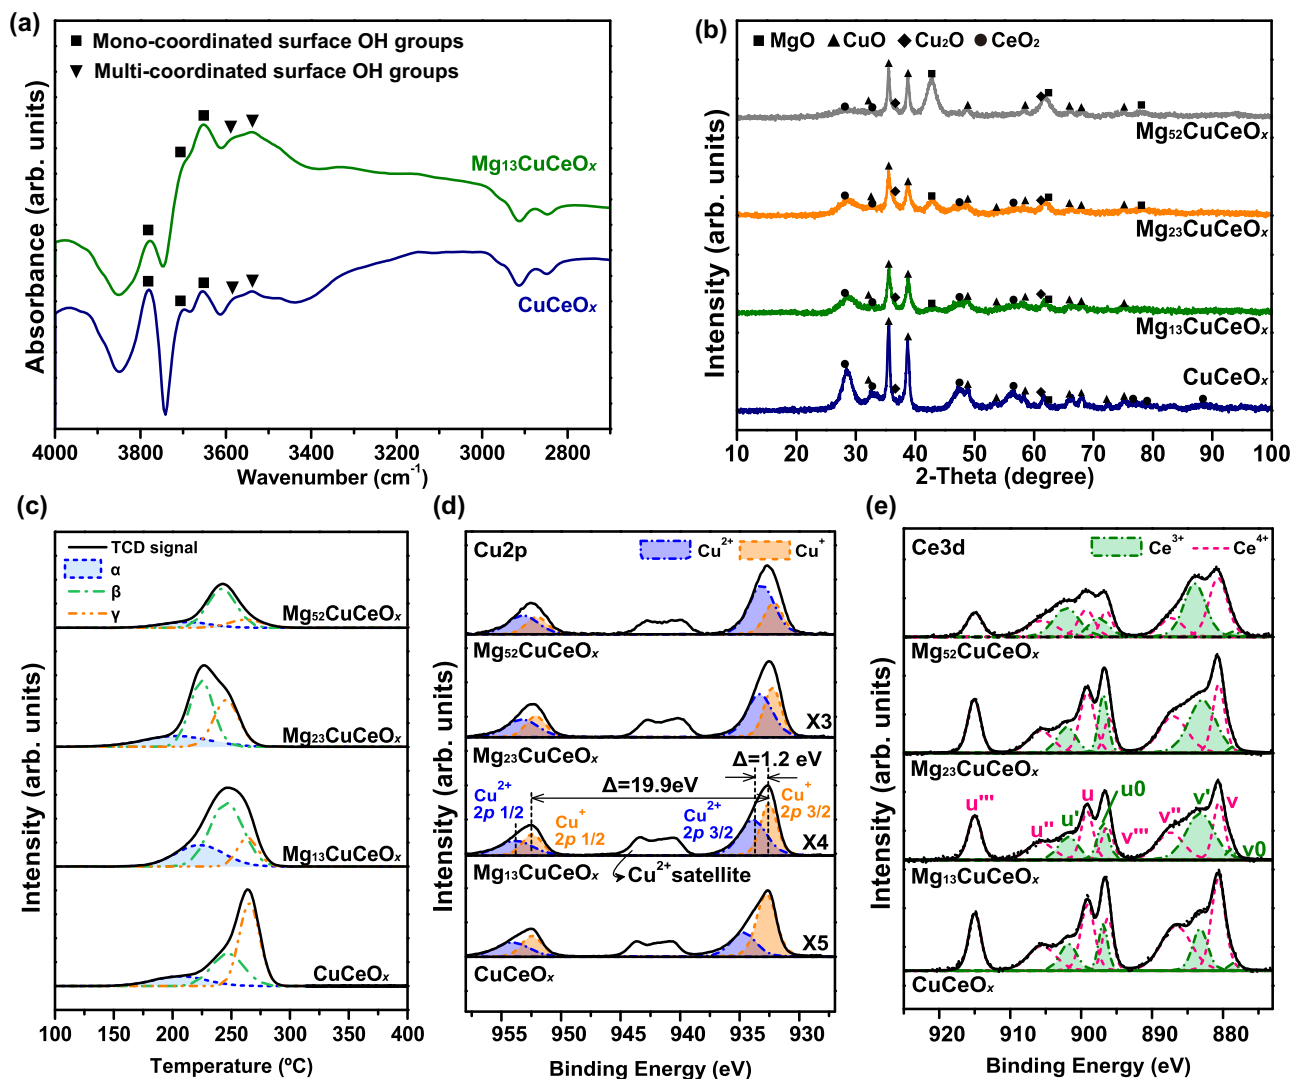 (a)
■ Mono-coordinated surface OH groups
▼ Multi-coordinated surface OH groups
Mg₁₃CuCeOₓ
CuCeOₓ
Absorbance (arb. units)
4000 3800 3600 3400 3200 3000 2800
Wavenumber (cm⁻¹)
(b)
■ MgO ▲ CuO ◆ Cu₂O ● CeO₂
Mg₅₂CuCeOₓ
Mg₂₃CuCeOₓ
Mg₁₃CuCeOₓ
CuCeOₓ
Intensity (arb. units)
10 20 30 40 50 60 70 80 90 100
2-Theta (degree)
(c)
TCD signal
α
β
γ
Mg₅₂CuCeOₓ
Mg₂₃CuCeOₓ
Mg₁₃CuCeOₓ
CuCeOₓ
Intensity (arb. units)
100 150 200 250 300 350 400
Temperature (ºC)
(d)
Cu2p
Cu²⁺ Cu⁺
Mg₅₂CuCeOₓ
X3
Mg₂₃CuCeOₓ
Δ=1.2 eV
Δ=19.9eV
Cu²⁺
2p 1/2
Cu⁺
2p 1/2
Cu²⁺
2p 3/2
Cu⁺
2p 3/2
X4
Mg₁₃CuCeOₓ
Cu²⁺satellite
X5
CuCeOₓ
Intensity (arb. units)
950 945 940 935 930
Binding Energy (eV)
(e)
Ce3d
Ce³⁺ Ce⁴⁺
Mg₅₂CuCeOₓ
Mg₂₃CuCeOₓ
u''' u'' u' u u0 v''' v'' v' v v0
Mg₁₃CuCeOₓ
CuCeOₓ
Intensity (arb. units)
920 910 900 890 880
Binding Energy (eV)